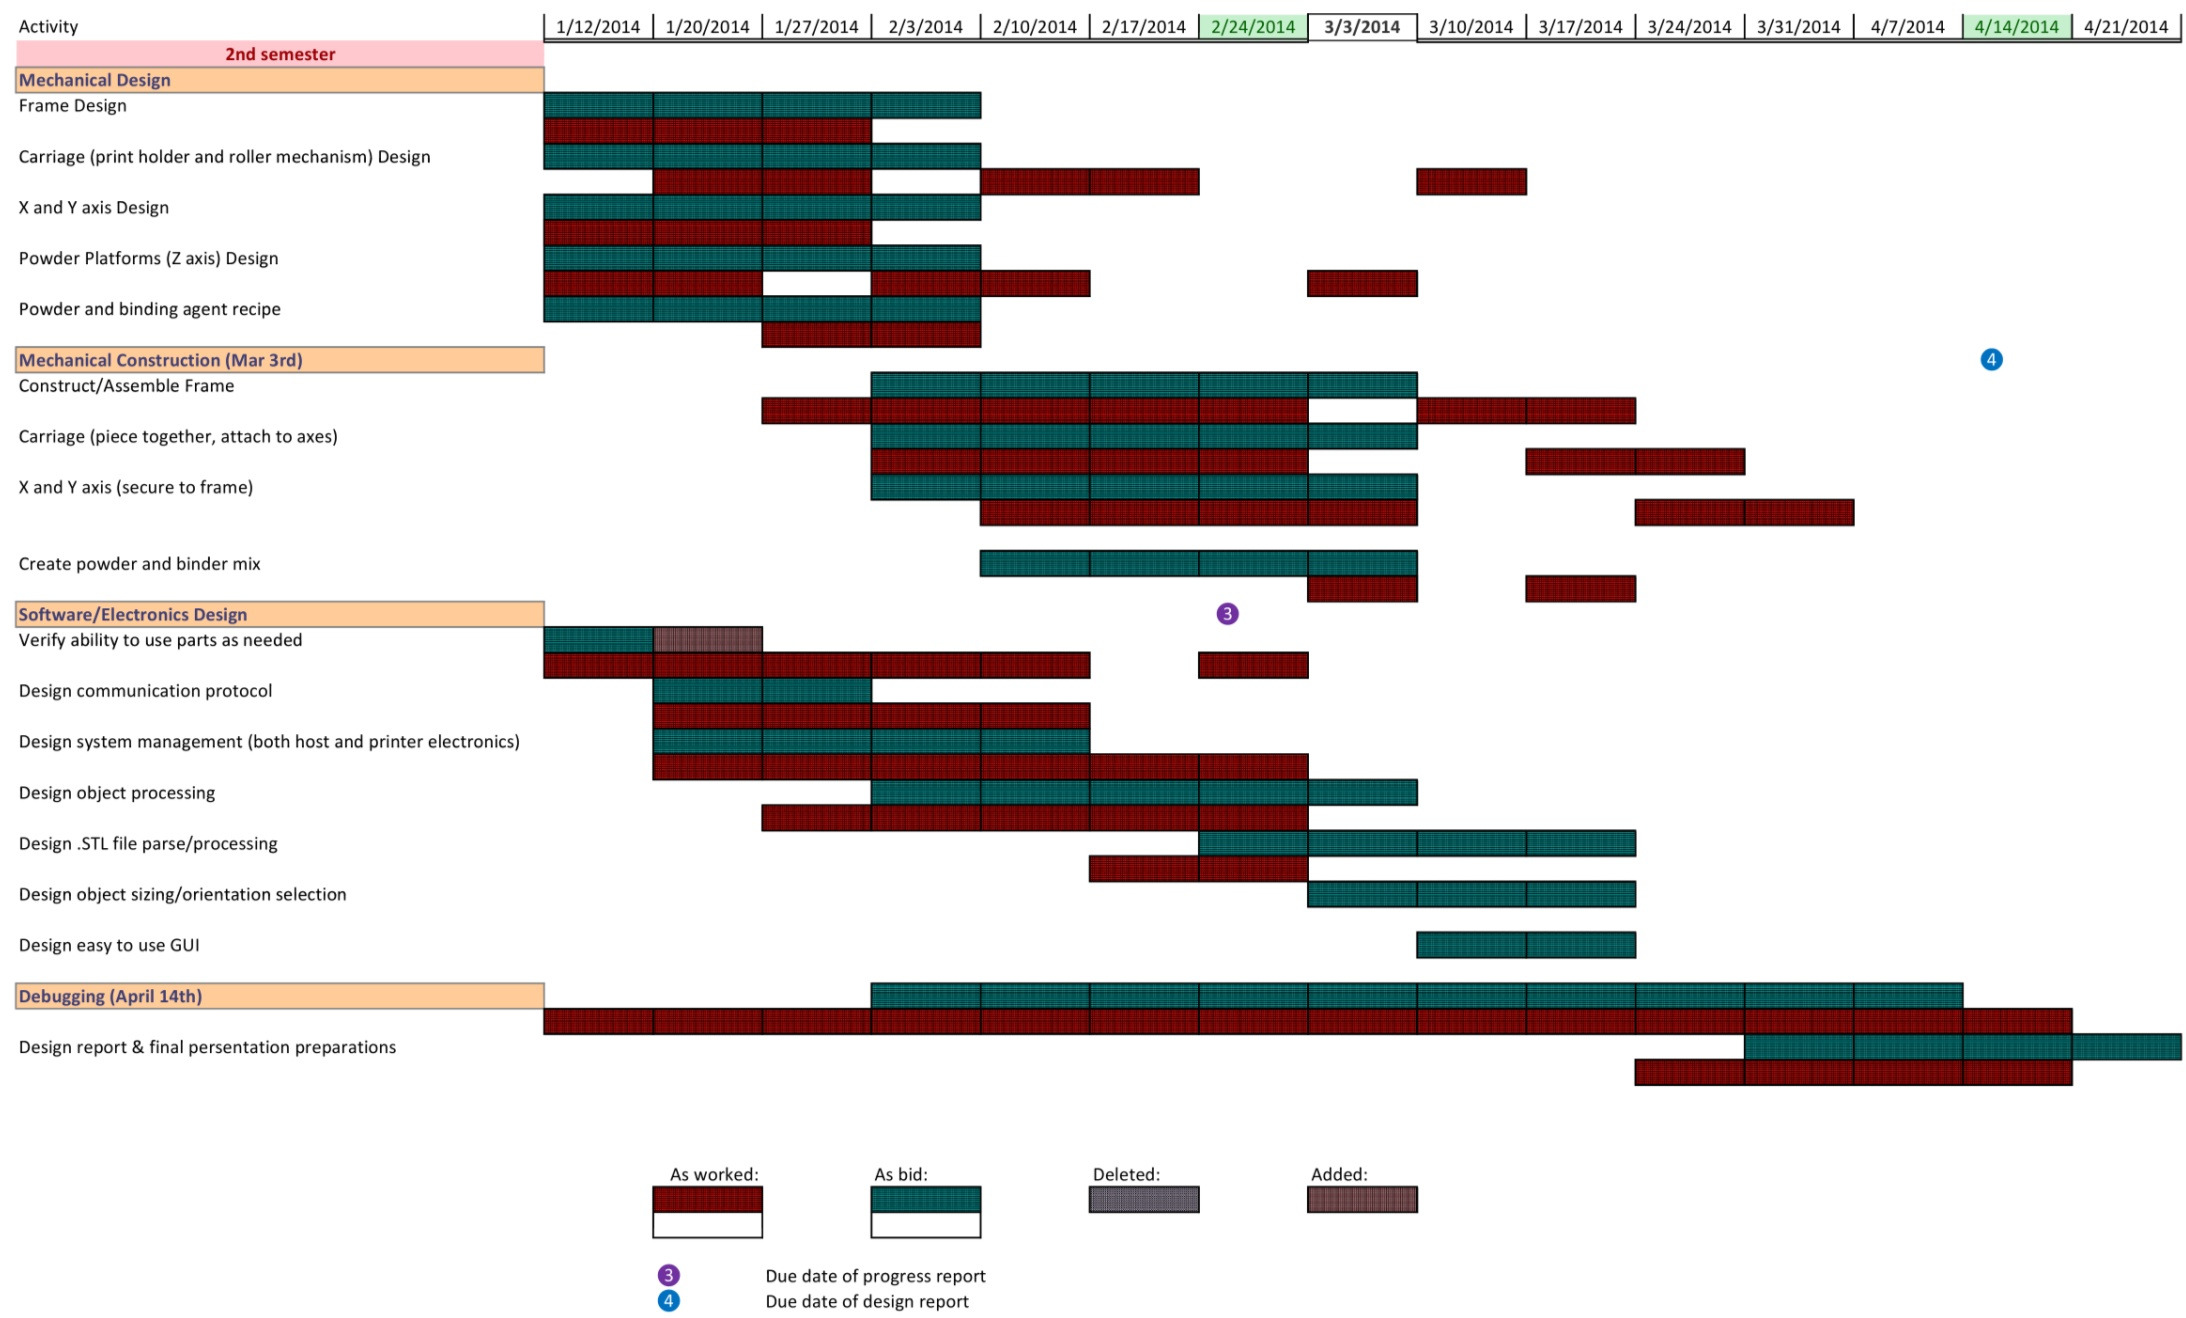 Activity 1/12/2014 1/20/2014 1/27/2014 2/3/2014 2/10/2014 2/17/2014 2/24/2014 3/3/2014 3/10/2014 3/17/2014 3/24/2014 3/31/2014 4/7/2014 4/14/2014 4/21/2014
2nd semester
Mechanical Design
Frame Design
Carriage (print holder and roller mechanism) Design
X and Y axis Design
Powder Platforms (Z axis) Design
Powder and binding agent recipe
Mechanical Construction (Mar 3rd) 4
Construct/Assemble Frame
Carriage (piece together, attach to axes)
X and Y axis (secure to frame)
Create powder and binder mix
Software/Electronics Design 3
Verify ability to use parts as needed
Design communication protocol
Design system management (both host and printer electronics)
Design object processing
Design .STL file parse/processing
Design object sizing/orientation selection
Design easy to use GUI
Debugging (April 14th)
Design report & final persentation preparations
As worked: As bid: Deleted: Added:
3 Due date of progress report
4 Due date of design report